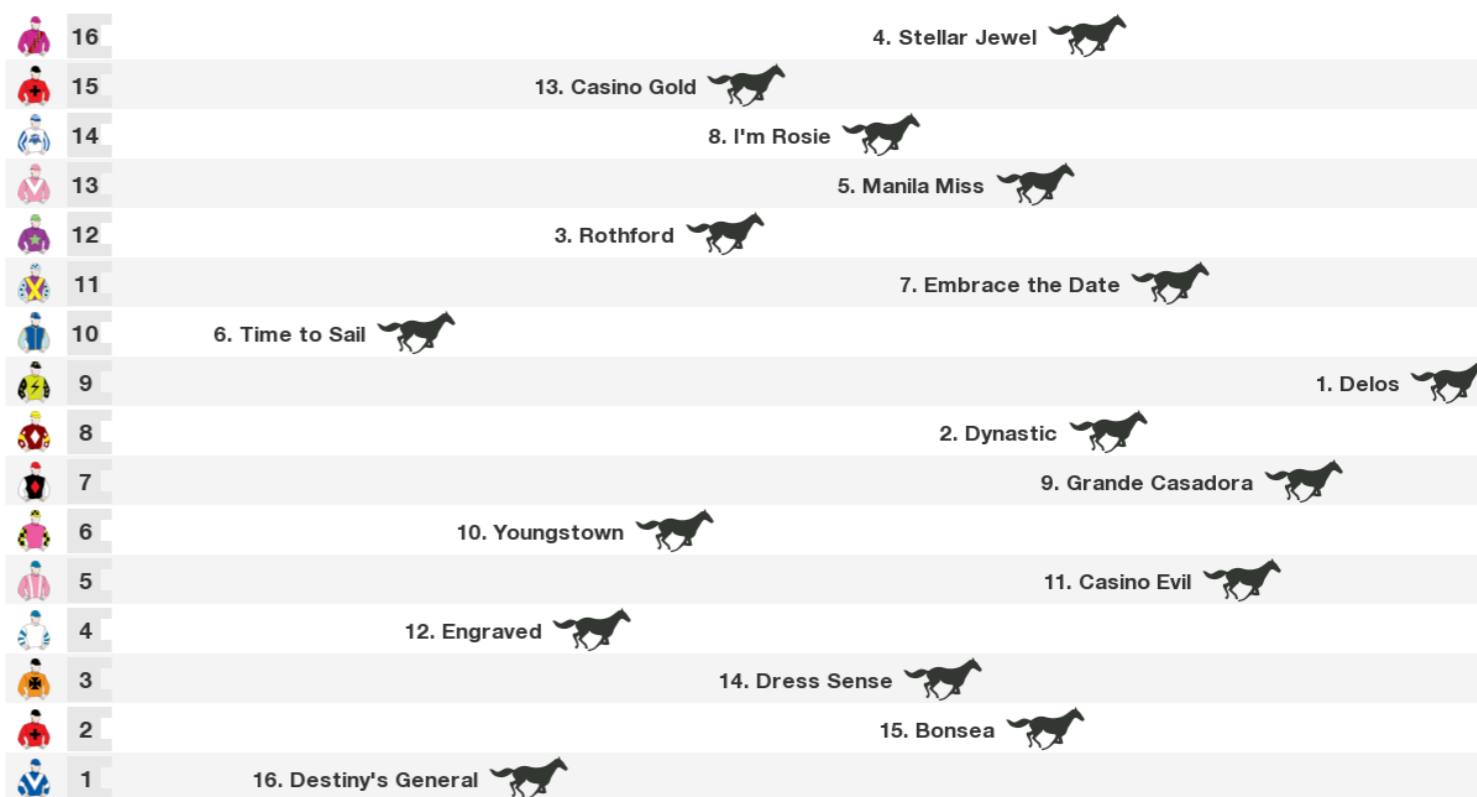 16 4. Stellar Jewel
15 13. Casino Gold
14 8. I'm Rosie
13 5. Manila Miss
12 3. Rothford
11 7. Embrace the Date
10 6. Time to Sail
9 1. Delos
8 2. Dynastic
7 9. Grande Casadora
6 10. Youngstown
5 11. Casino Evil
4 12. Engraved
3 14. Dress Sense
2 15. Bonsea
1 16. Destiny's General